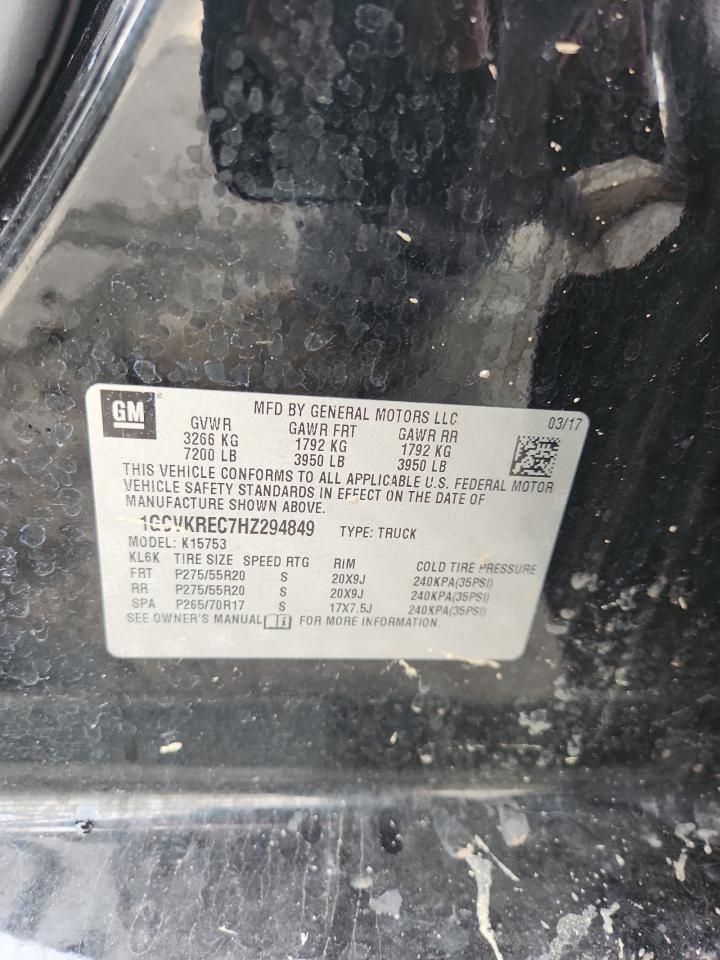 GM
MFD BY GENERAL MOTORS LLC 03/17
GVWR GAWR FRT GAWR RR
3266 KG 1792 KG 1792 KG
7200 LB 3950 LB 3950 LB
THIS VEHICLE CONFORMS TO ALL APPLICABLE U.S. FEDERAL MOTOR
VEHICLE SAFETY STANDARDS IN EFFECT ON THE DATE OF
MANUFACTURE SHOWN ABOVE.
1GCVKREC7HZ294849 TYPE: TRUCK
MODEL: K15753
KL6K TIRE SIZE SPEED RTG RIM COLD TIRE PRESSURE
FRT P275/55R20 S 20X9J 240KPA(35PSI)
RR P275/55R20 S 20X9J 240KPA(35PSI)
SPA P265/70R17 S 17X7.5J 240KPA(35PSI)
SEE OWNER'S MANUAL i FOR MORE INFORMATION.